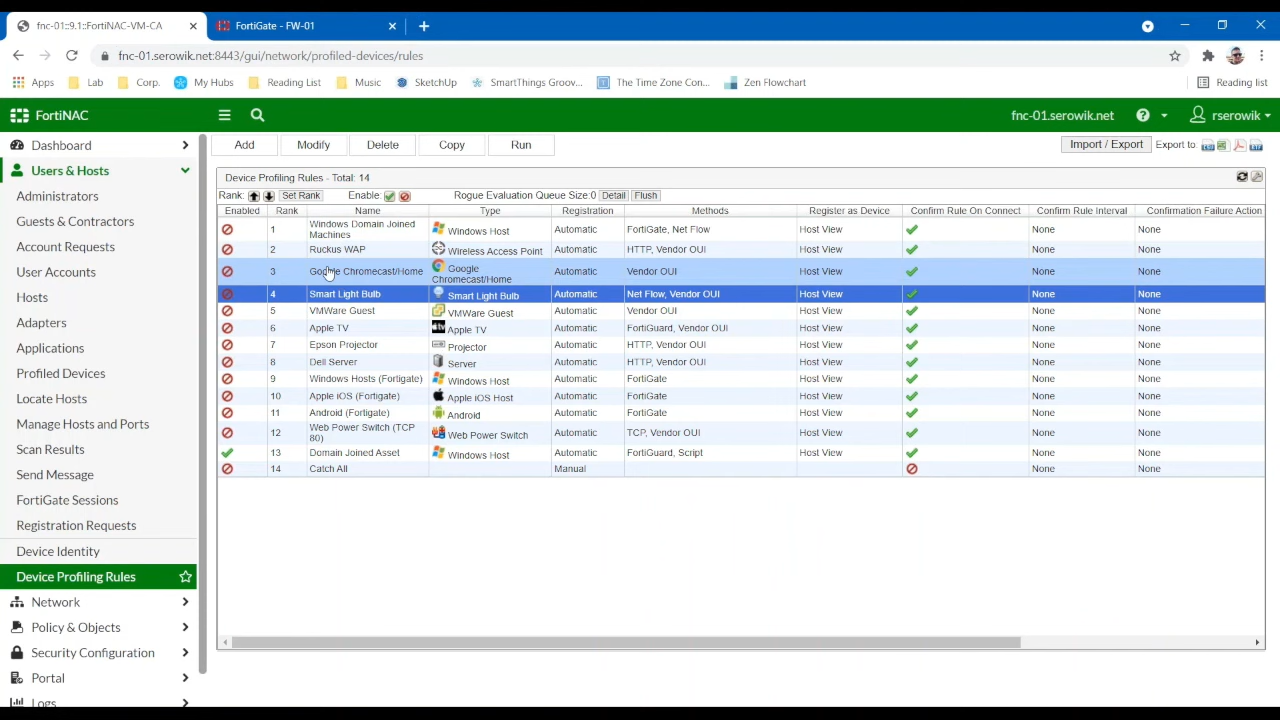 fnc-01::9.1::FortiNAC-VM-CA
FortiGate - FW-01
fnc-01.serowik.net:8443/gui/network/profiled-devices/rules
Apps Lab Corp. My Hubs Reading List Music SketchUp SmartThings Groov... The Time Zone Con... Zen Flowchart Reading list
FortiNAC fnc-01.serowik.net rserowik
Dashboard
Users & Hosts
Administrators
Guests & Contractors
Account Requests
User Accounts
Hosts
Adapters
Applications
Profiled Devices
Locate Hosts
Manage Hosts and Ports
Scan Results
Send Message
FortiGate Sessions
Registration Requests
Device Identity
Device Profiling Rules
Network
Policy & Objects
Security Configuration
Portal
Logs
Add Modify Delete Copy Run Import / Export Export to
Device Profiling Rules - Total: 14
Rank: Set Rank Enable: Rogue Evaluation Queue Size:0 Detail Flush
Enabled Rank Name Type Registration Methods Register as Device Confirm Rule On Connect Confirm Rule Interval Confirmation Failure Action
1 Windows Domain Joined Machines Windows Host Automatic FortiGate, Net Flow Host View None None
2 Ruckus WAP Wireless Access Point Automatic HTTP, Vendor OUI Host View None None
3 Google Chromecast/Home Google Chromecast/Home Automatic Vendor OUI Host View None None
4 Smart Light Bulb Smart Light Bulb Automatic Net Flow, Vendor OUI Host View None None
5 VMWare Guest VMWare Guest Automatic Vendor OUI Host View None None
6 Apple TV Apple TV Automatic FortiGuard, Vendor OUI Host View None None
7 Epson Projector Projector Automatic HTTP, Vendor OUI Host View None None
8 Dell Server Server Automatic HTTP, Vendor OUI Host View None None
9 Windows Hosts (Fortigate) Windows Host Automatic FortiGate Host View None None
10 Apple iOS (Fortigate) Apple iOS Host Automatic FortiGate Host View None None
11 Android (Fortigate) Android Automatic FortiGate Host View None None
12 Web Power Switch (TCP 80) Web Power Switch Automatic TCP, Vendor OUI Host View None None
13 Domain Joined Asset Windows Host Automatic FortiGuard, Script Host View None None
14 Catch All Manual None None